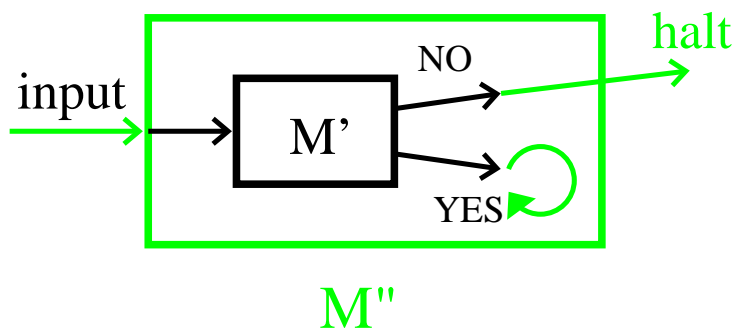 halt
NO
input
M’
YES
M"